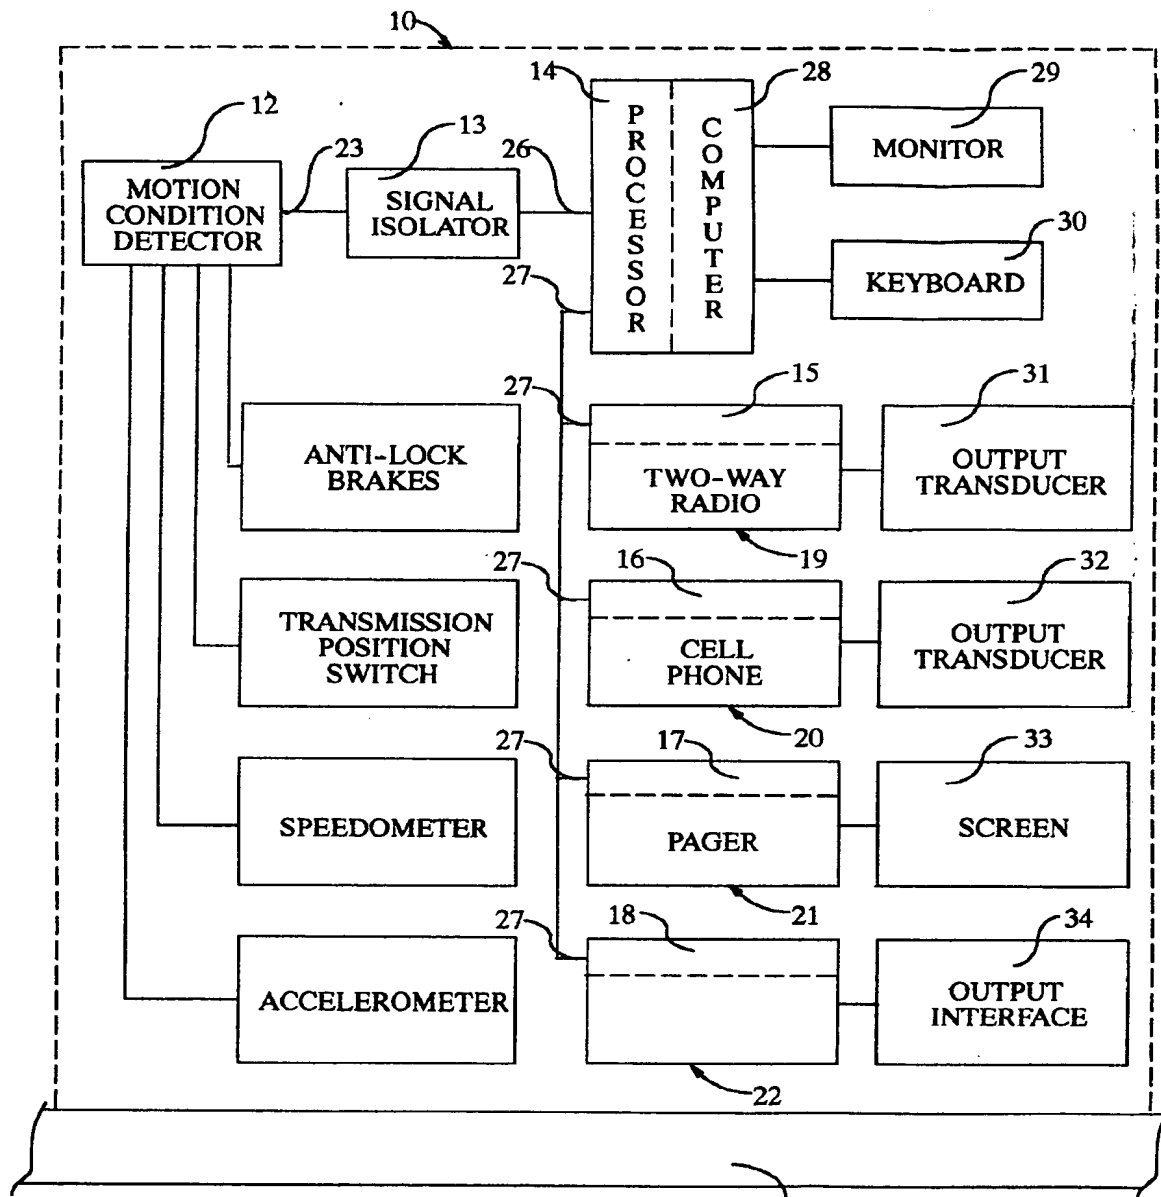 10
12
13
14
28
29
23
26
MOTION
CONDITION
DETECTOR
SIGNAL
ISOLATOR
PROCESSOR
COMPUTER
MONITOR
30
KEYBOARD
27
27
15
31
ANTI-LOCK
BRAKES
TWO-WAY
RADIO
OUTPUT
TRANSDUCER
19
27
16
32
TRANSMISSION
POSITION
SWITCH
CELL
PHONE
OUTPUT
TRANSDUCER
20
27
17
33
SPEEDOMETER
PAGER
SCREEN
21
27
18
34
ACCELEROMETER
OUTPUT
INTERFACE
22